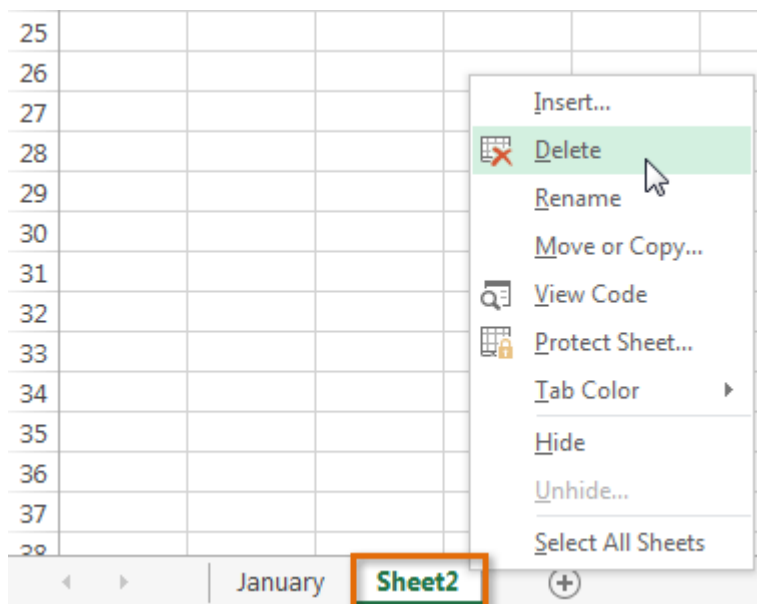 25
26
27
28
29
30
31
32
33
34
35
36
37
38
Insert...
Delete
Rename
Move or Copy...
View Code
Protect Sheet...
Tab Color
Hide
Unhide...
Select All Sheets
January Sheet2